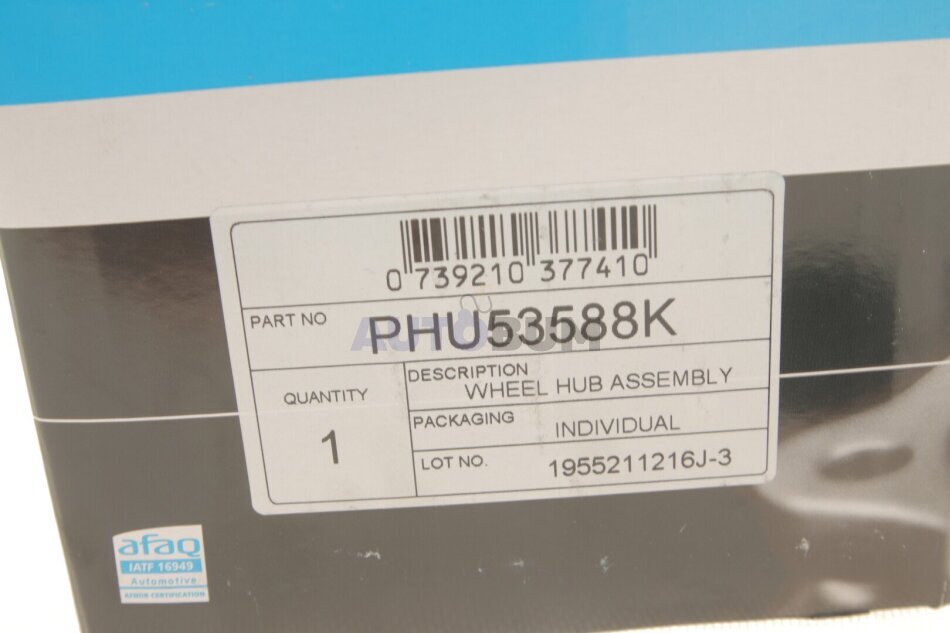 0 739210 377410
PART NO PHU53588K
AUTOBUM
QUANTITY
1
DESCRIPTION
WHEEL HUB ASSEMBLY
PACKAGING
INDIVIDUAL
LOT NO. 1955211216J-3
afaq
IATF 16949
Automotive
AFNOR CERTIFICATION